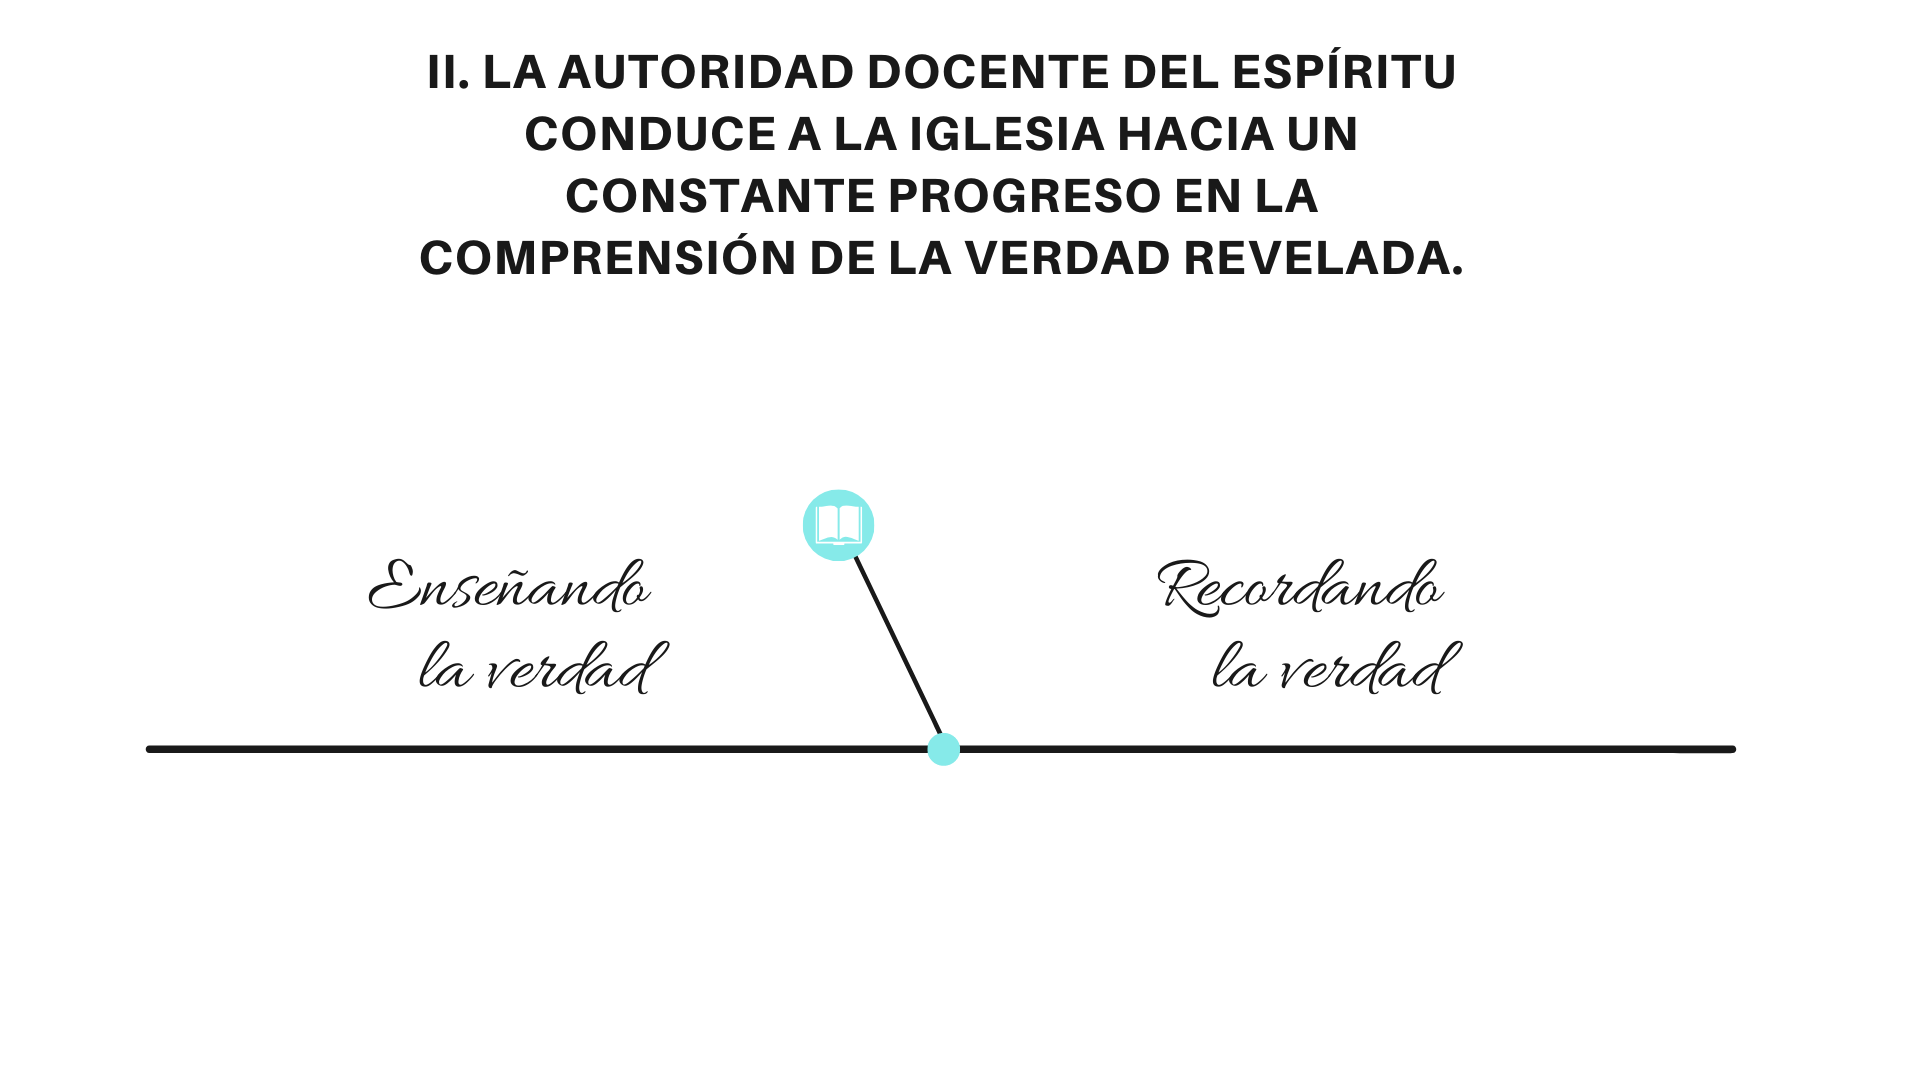 II. LA AUTORIDAD DOCENTE DEL ESPÍRITU
CONDUCE A LA IGLESIA HACIA UN
CONSTANTE PROGRESO EN LA
COMPRENSIÓN DE LA VERDAD REVELADA.
Enseñando
la verdad
Recordando
la verdad